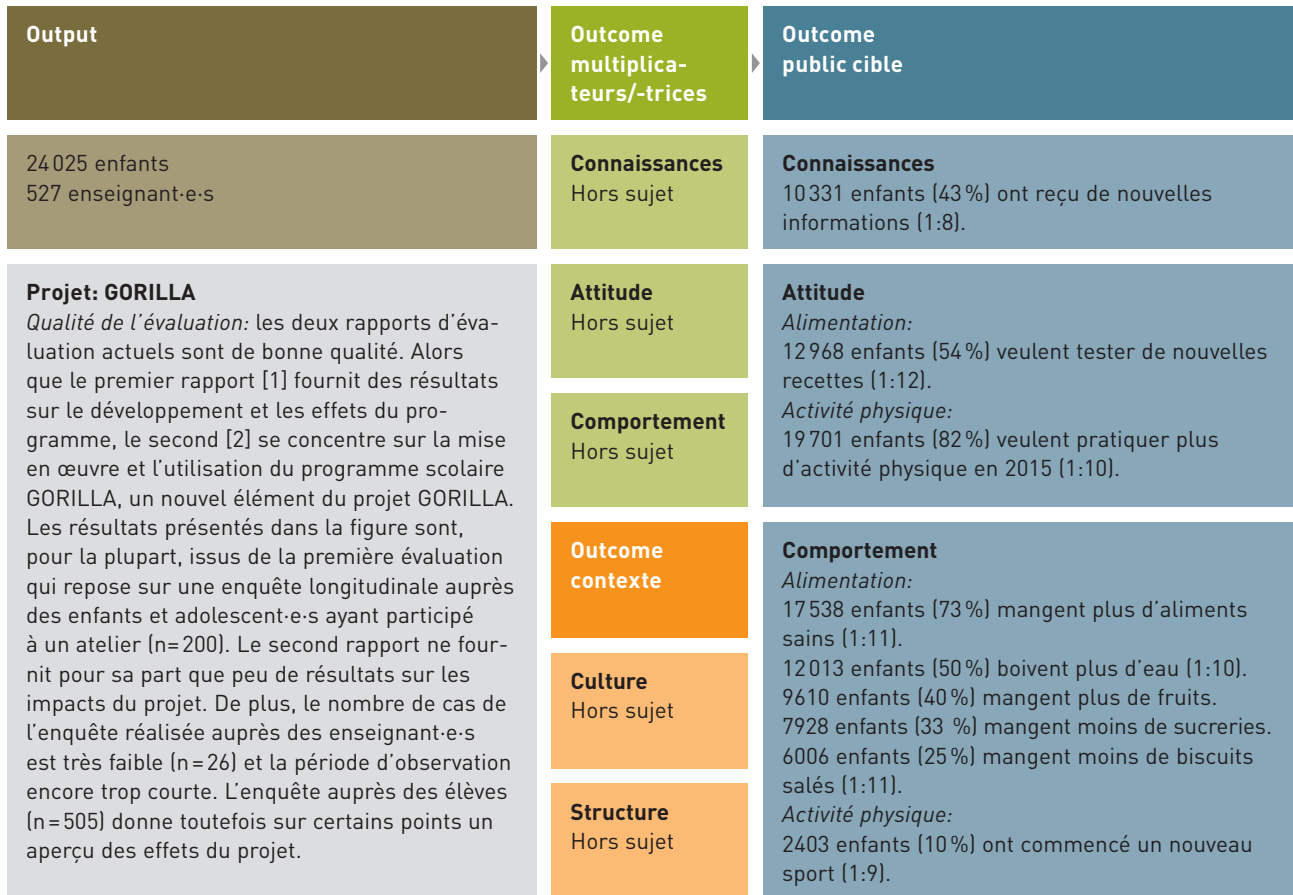 Output
Outcome
multiplica-
teurs/-trices
Outcome
public cible
24 025 enfants
527 enseignant·e·s
Connaissances
Hors sujet
Connaissances
10 331 enfants (43 %) ont reçu de nouvelles
informations (1:8).
Projet: GORILLA
Qualité de l'évaluation: les deux rapports d'éva-
luation actuels sont de bonne qualité. Alors
que le premier rapport [1] fournit des résultats
sur le développement et les effets du pro-
gramme, le second [2] se concentre sur la mise
en œuvre et l'utilisation du programme scolaire
GORILLA, un nouvel élément du projet GORILLA.
Les résultats présentés dans la figure sont,
pour la plupart, issus de la première évaluation
qui repose sur une enquête longitudinale auprès
des enfants et adolescent·e·s ayant participé
à un atelier (n= 200). Le second rapport ne four-
nit pour sa part que peu de résultats sur les
impacts du projet. De plus, le nombre de cas de
l'enquête réalisée auprès des enseignant·e·s
est très faible (n = 26) et la période d'observation
encore trop courte. L'enquête auprès des élèves
(n = 505) donne toutefois sur certains points un
aperçu des effets du projet.
Attitude
Hors sujet
Comportement
Hors sujet
Outcome
contexte
Culture
Hors sujet
Structure
Hors sujet
Attitude
Alimentation:
12 968 enfants (54 %) veulent tester de nouvelles
recettes (1:12).
Activité physique:
19 701 enfants (82 %) veulent pratiquer plus
d'activité physique en 2015 (1:10).
Comportement
Alimentation:
17 538 enfants (73 %) mangent plus d'aliments
sains (1:11).
12 013 enfants (50 %) boivent plus d'eau (1:10).
9610 enfants (40 %) mangent plus de fruits.
7928 enfants (33 %) mangent moins de sucreries.
6006 enfants (25 %) mangent moins de biscuits
salés (1:11).
Activité physique:
2403 enfants (10 %) ont commencé un nouveau
sport (1:9).